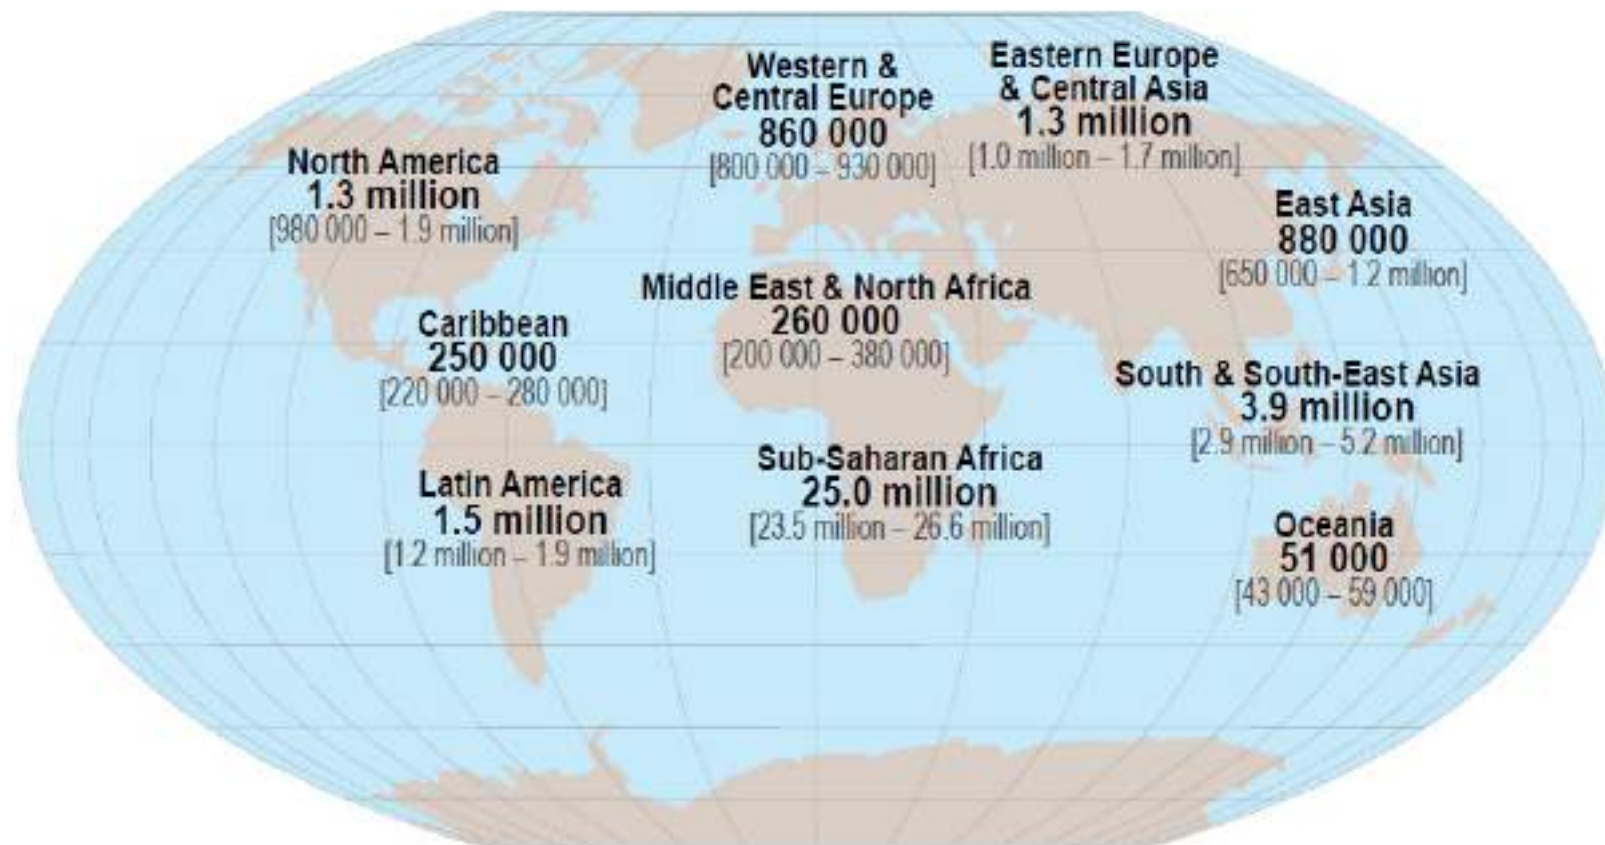 Western &
Central Europe
860 000
[800 000 – 930 000]
Eastern Europe
& Central Asia
1.3 million
[1.0 million – 1.7 million]
North America
1.3 million
[980 000 – 1.9 million]
East Asia
880 000
[650 000 – 1.2 million]
Middle East & North Africa
260 000
[200 000 – 380 000]
Caribbean
250 000
[220 000 – 280 000]
South & South-East Asia
3.9 million
[2.9 million – 5.2 million]
Sub-Saharan Africa
25.0 million
[23.5 million – 26.6 million]
Latin America
1.5 million
[1.2 million – 1.9 million]
Oceania
51 000
[43 000 – 59 000]